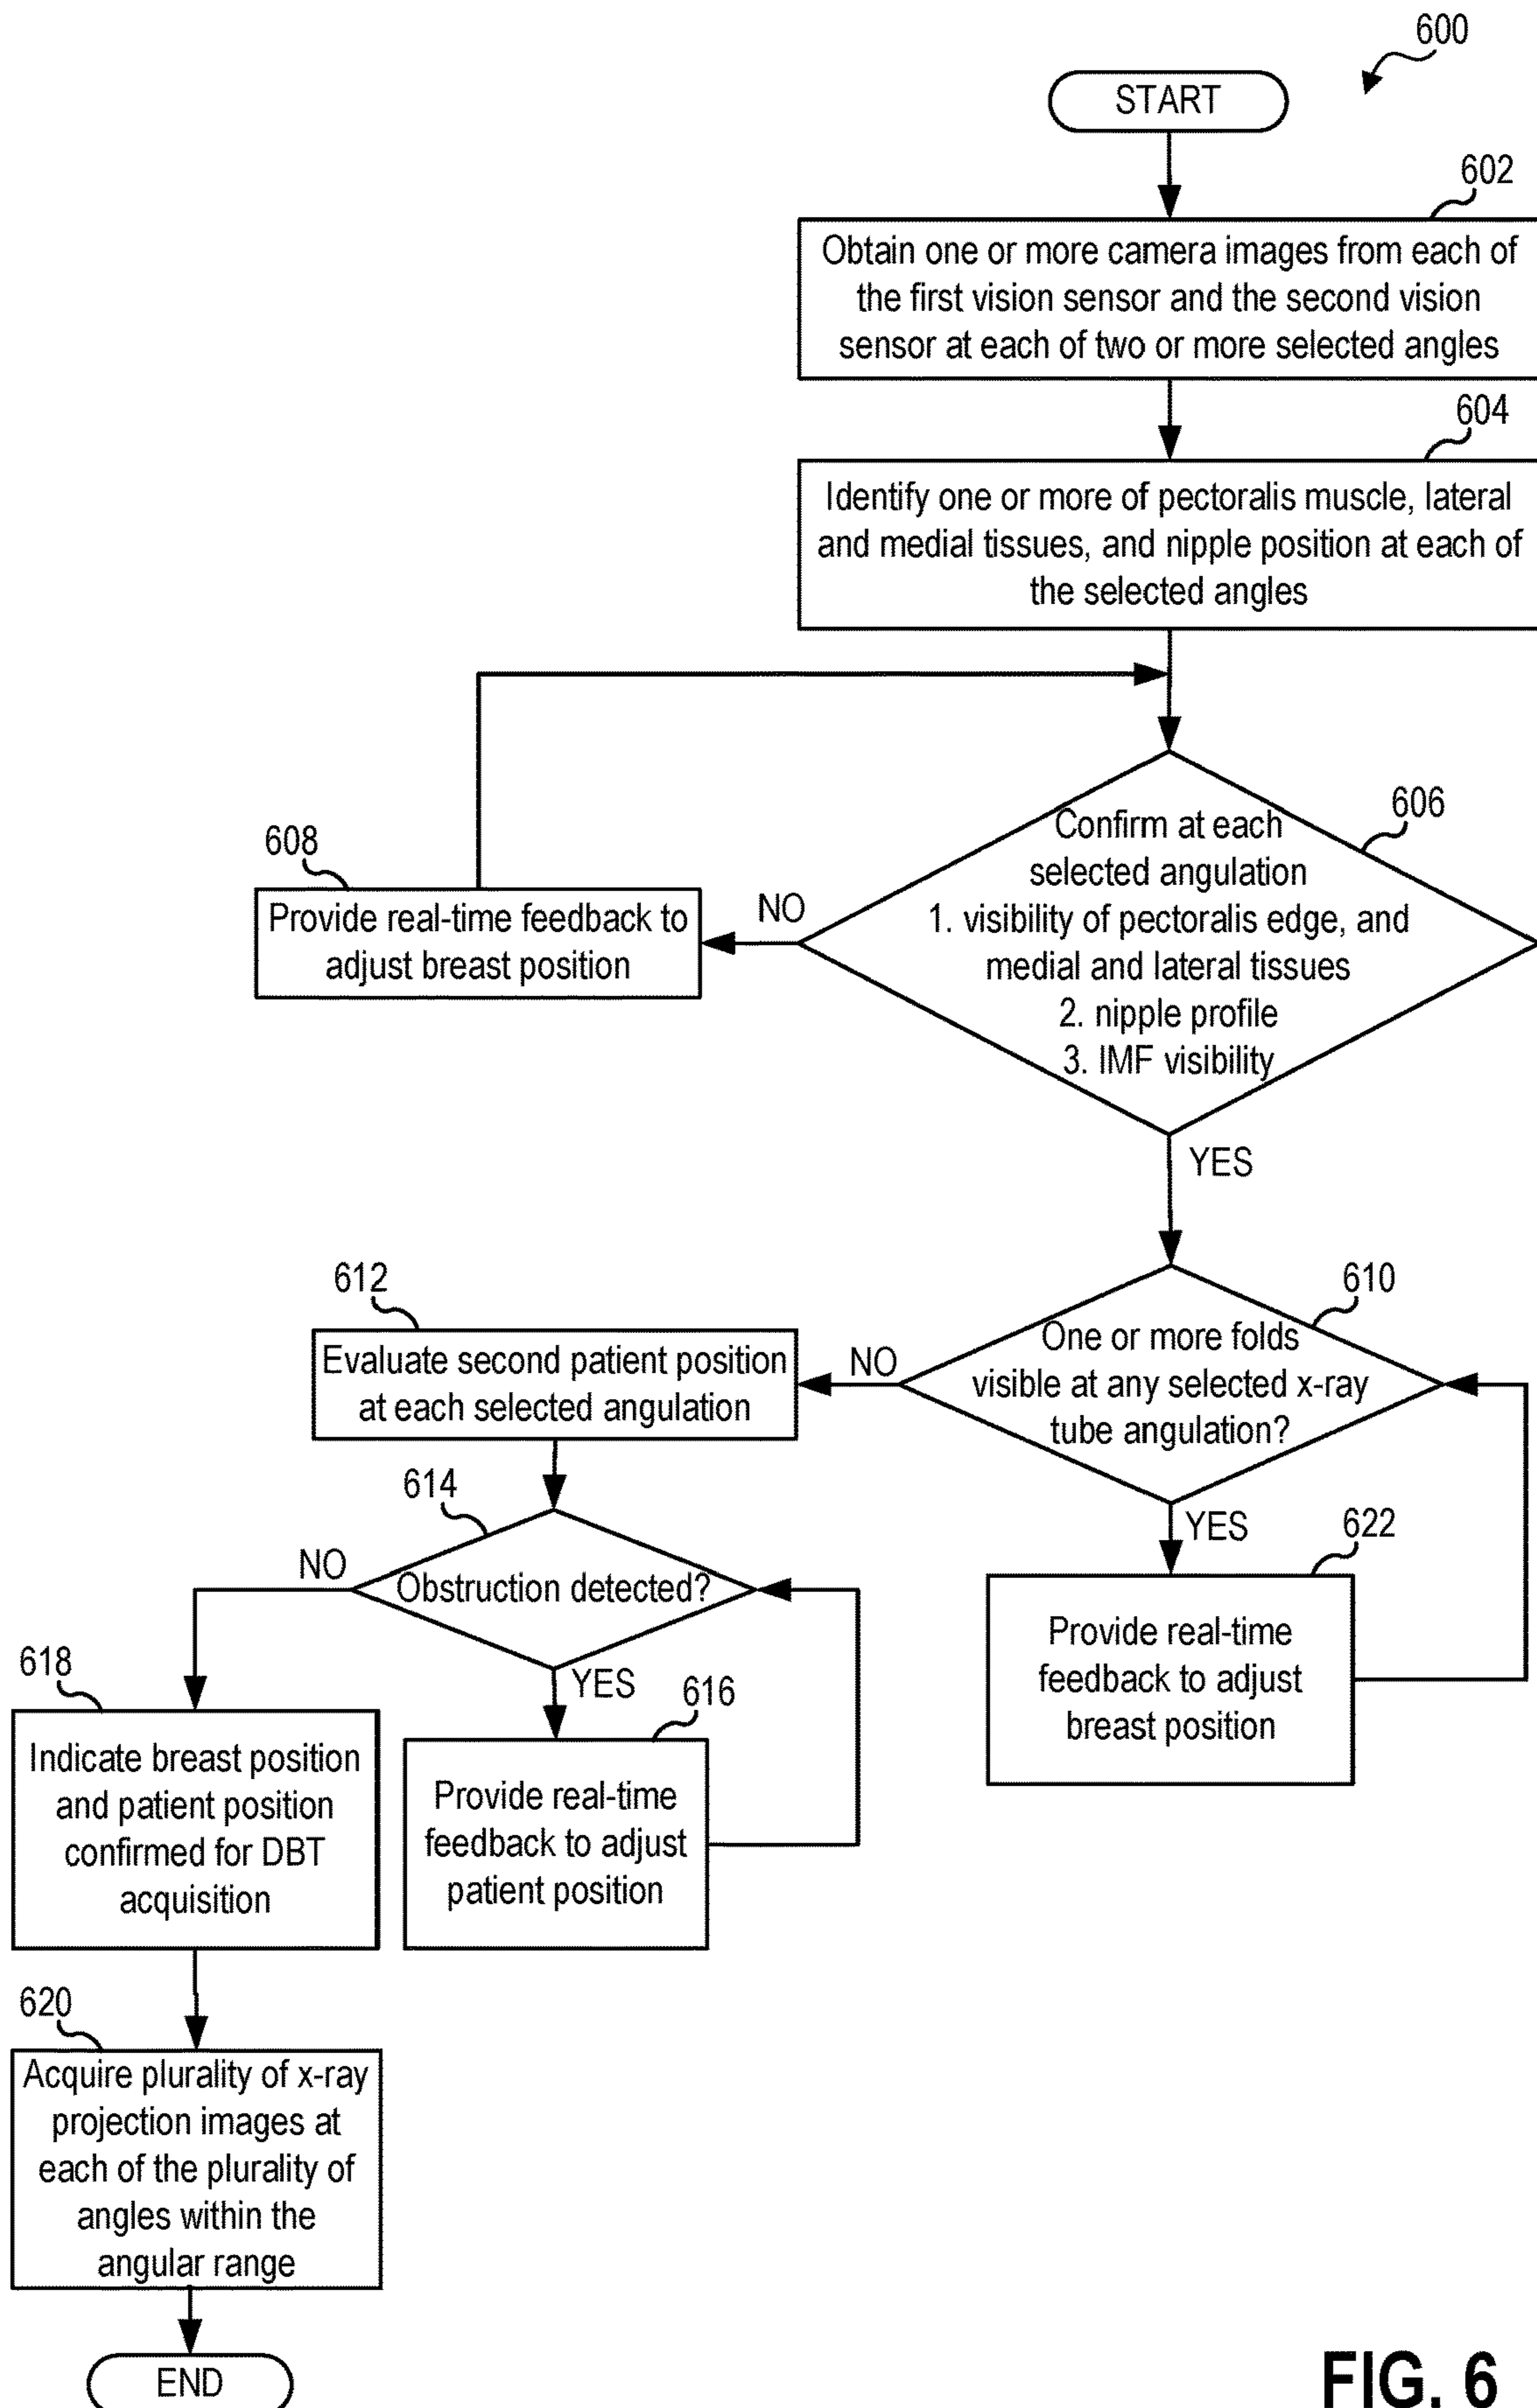 600
START
602
Obtain one or more camera images from each of
the first vision sensor and the second vision
sensor at each of two or more selected angles
604
Identify one or more of pectoralis muscle, lateral
and medial tissues, and nipple position at each of
the selected angles
606
Confirm at each
selected angulation
1. visibility of pectoralis edge, and
medial and lateral tissues
2. nipple profile
3. IMF visibility
NO
608
Provide real-time feedback to
adjust breast position
YES
610
One or more folds
visible at any selected x-ray
tube angulation?
NO
612
Evaluate second patient position
at each selected angulation
YES
622
Provide real-time
feedback to adjust
breast position
614
Obstruction detected?
NO
YES
616
Provide real-time
feedback to adjust
patient position
618
Indicate breast position
and patient position
confirmed for DBT
acquisition
620
Acquire plurality of x-ray
projection images at
each of the plurality of
angles within the
angular range
END
FIG. 6